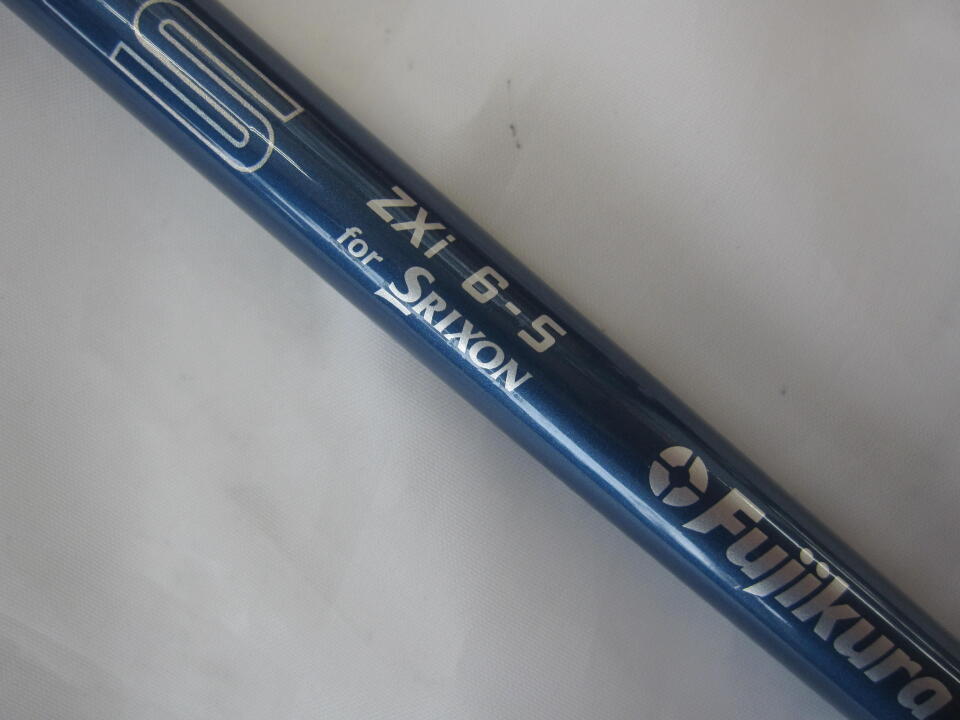 S
ZXi 6-S
for SRIXON
Fujikura